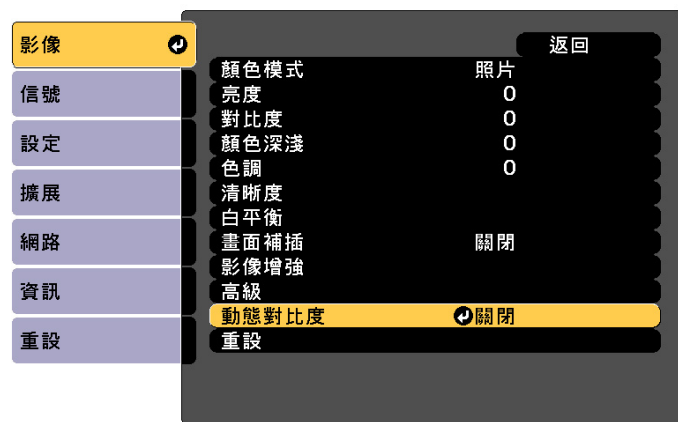 影像
信號
設定
擴展
網路
資訊
重設
返回
顏色模式 照片
亮度 0
對比度 0
顏色深淺 0
色調 0
清晰度
白平衡
畫面補插 關閉
影像增強
高級
動態對比度 關閉
重設